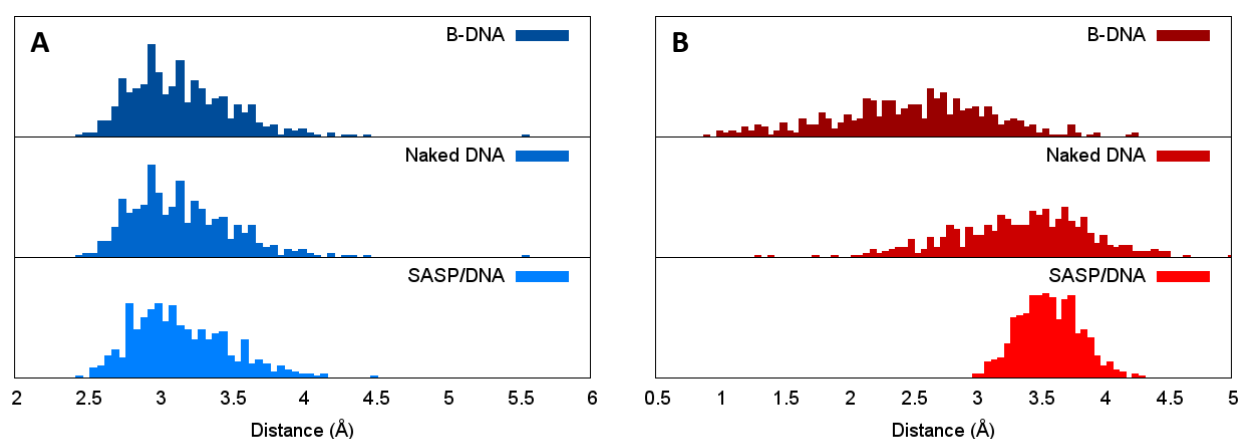 A
B-DNA
Naked DNA
SASP/DNA
2 2.5 3 3.5 4 4.5 5 5.5 6
Distance (Å)
B
B-DNA
Naked DNA
SASP/DNA
0.5 1 1.5 2 2.5 3 3.5 4 4.5 5
Distance (Å)